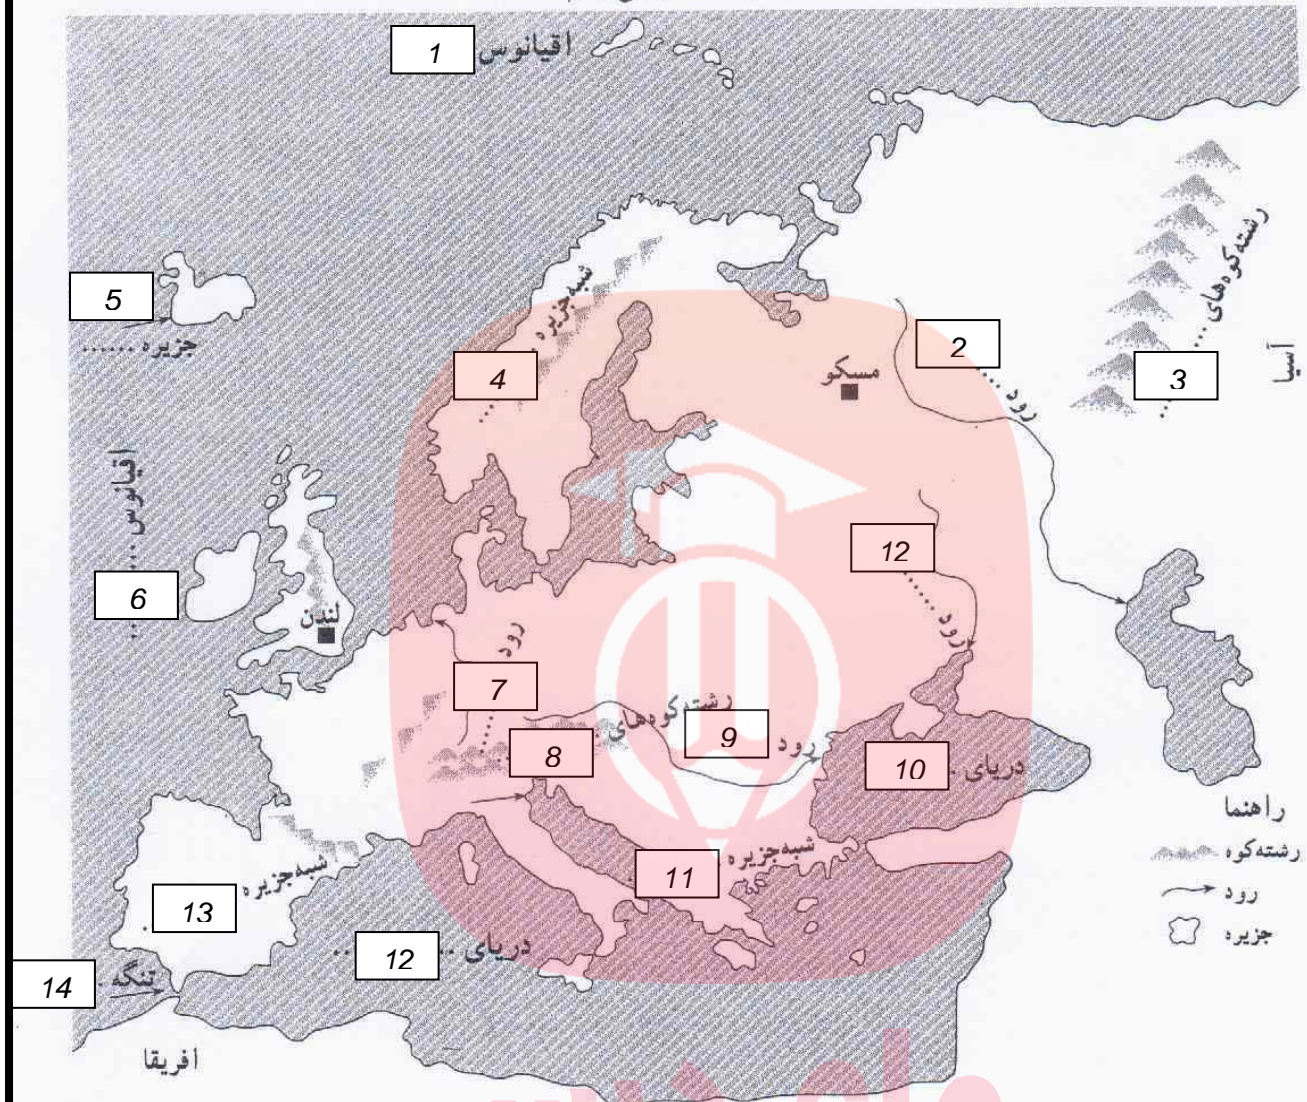 اقیانوس 1
رشته‌کوه‌های ....
3
آسیا
شبه‌جزیره .
4 ......
5
جزیره ......
مسکو
2
رود ....
اقیانوس ..
6
لندن
12
رود ......
رود
7
....
رشته‌کوه‌های ..
8
رود 9
دریای . 10
شبه‌جزیره .
11
شبه‌جزیره
13
.
دریای .. 12 ..
تنگه . 14
افریقا
راهنما
رشته‌کوه
رود
جزیره